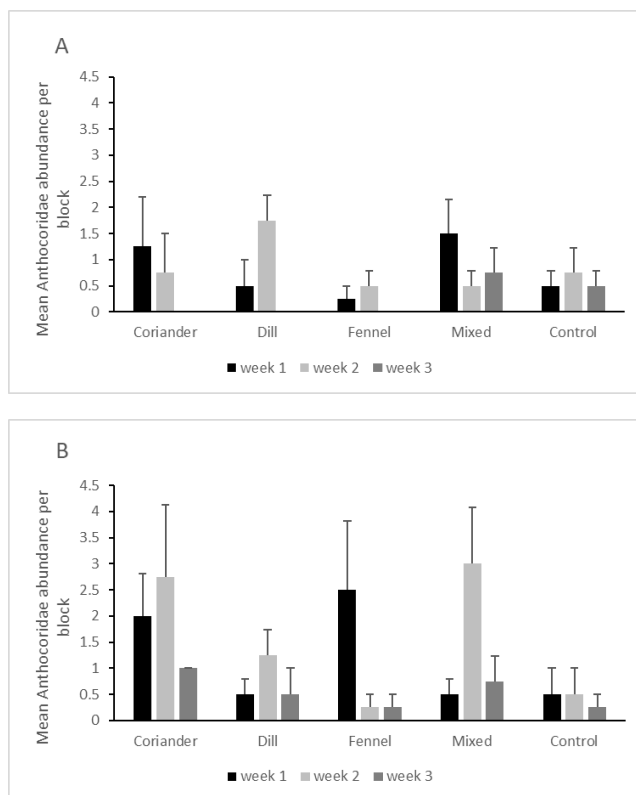 A
Mean Anthocoridae abundance per
block
4.5
4
3.5
3
2.5
2
1.5
1
0.5
0
Coriander Dill Fennel Mixed Control
week 1 week 2 week 3
B
Mean Anthocoridae abundance per
block
4.5
4
3.5
3
2.5
2
1.5
1
0.5
0
Coriander Dill Fennel Mixed Control
week 1 week 2 week 3